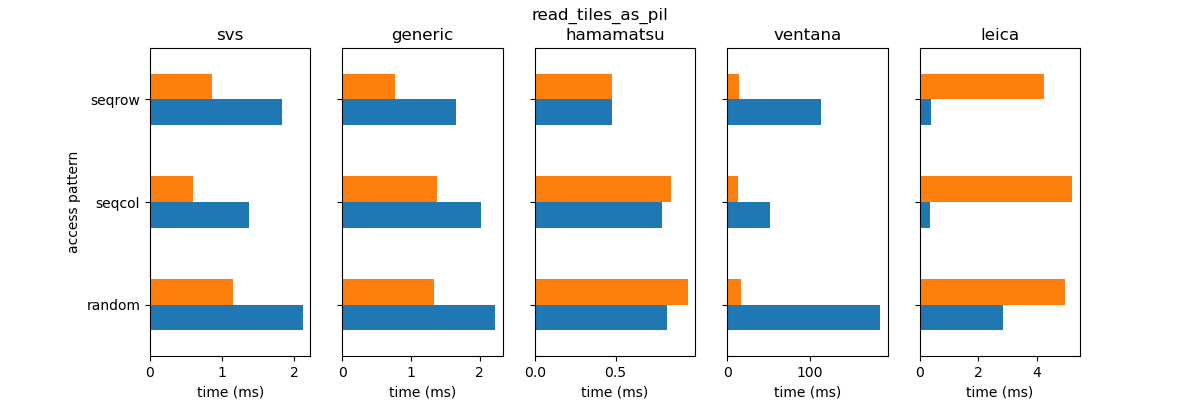 read_tiles_as_pil
svs generic hamamatsu ventana leica
access pattern
seqrow
seqcol
random
0 1 2 0 1 2 0.0 0.5 0 100 0 2 4
time (ms) time (ms) time (ms) time (ms) time (ms)